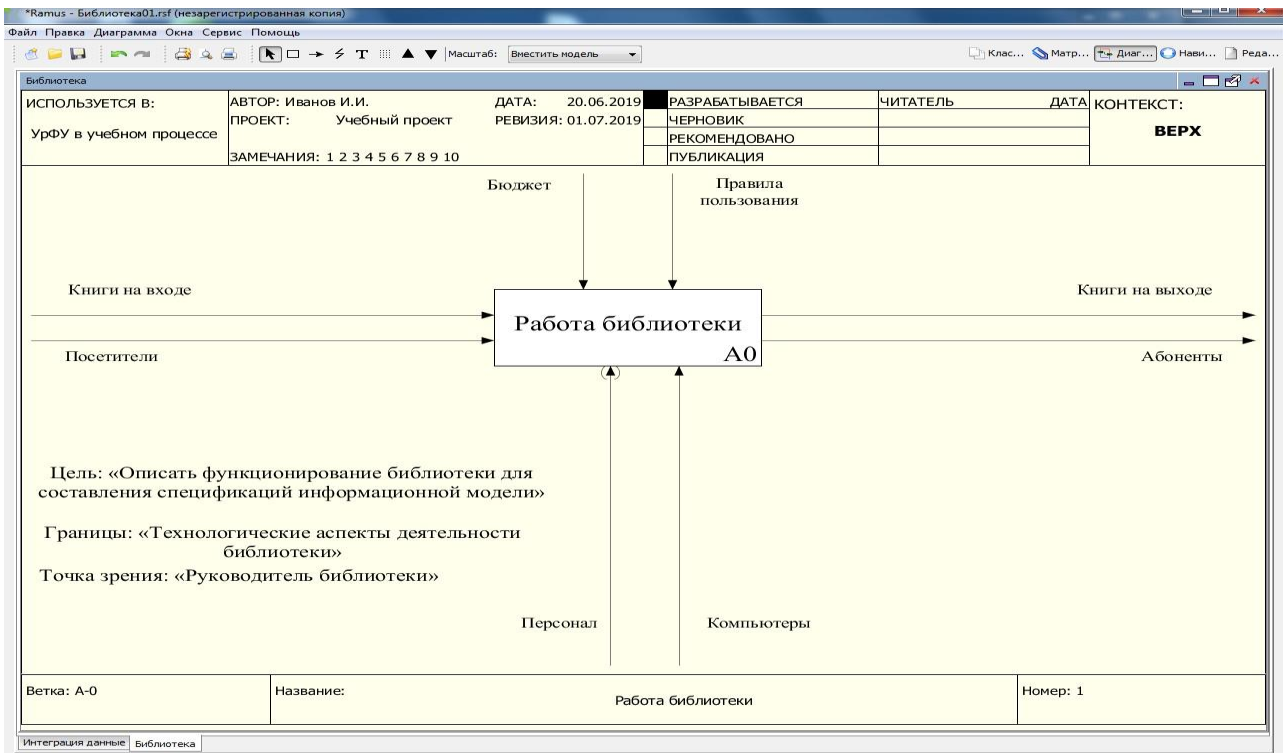 *Ramus - Библиотека01.rsf (незарегистрированная копия)
Файл Правка Диаграмма Окна Сервис Помощь
T Масштаб: Вместить модель Клас... Матр... Диаг... Нави... Реда...
Библиотека
ИСПОЛЬЗУЕТСЯ В:
УрФУ в учебном процессе
АВТОР: Иванов И.И. ДАТА: 20.06.2019
ПРОЕКТ: Учебный проект РЕВИЗИЯ: 01.07.2019
ЗАМЕЧАНИЯ: 1 2 3 4 5 6 7 8 9 10
РАЗРАБАТЫВАЕТСЯ
ЧЕРНОВИК
РЕКОМЕНДОВАНО
ПУБЛИКАЦИЯ
ЧИТАТЕЛЬ ДАТА
КОНТЕКСТ:
ВЕРХ
Бюджет
Правила
пользования
Книги на входе
Книги на выходе
Работа библиотеки
A0
Посетители
Абоненты
Цель: «Описать функционирование библиотеки для
составления спецификаций информационной модели»
Границы: «Технологические аспекты деятельности
библиотеки»
Точка зрения: «Руководитель библиотеки»
Персонал
Компьютеры
Ветка: A-0
Название:
Работа библиотеки
Номер: 1
Интеграция данные Библиотека